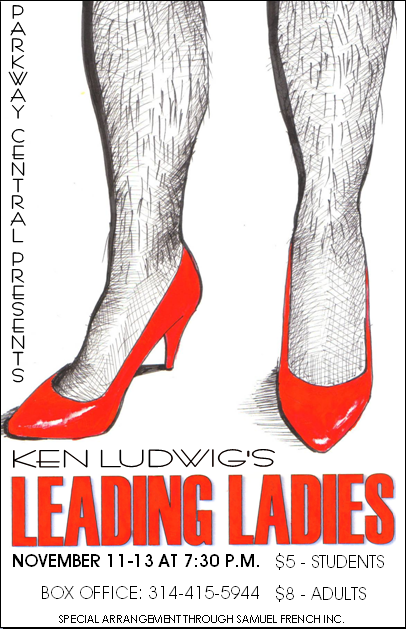 PARKWAY CENTRAL PRESENTS
KEN LUDWIG'S
LEADING LADIES
NOVEMBER 11-13 AT 7:30 P.M. $5 - STUDENTS
BOX OFFICE: 314-415-5944 $8 - ADULTS
SPECIAL ARRANGEMENT THROUGH SAMUEL FRENCH INC.